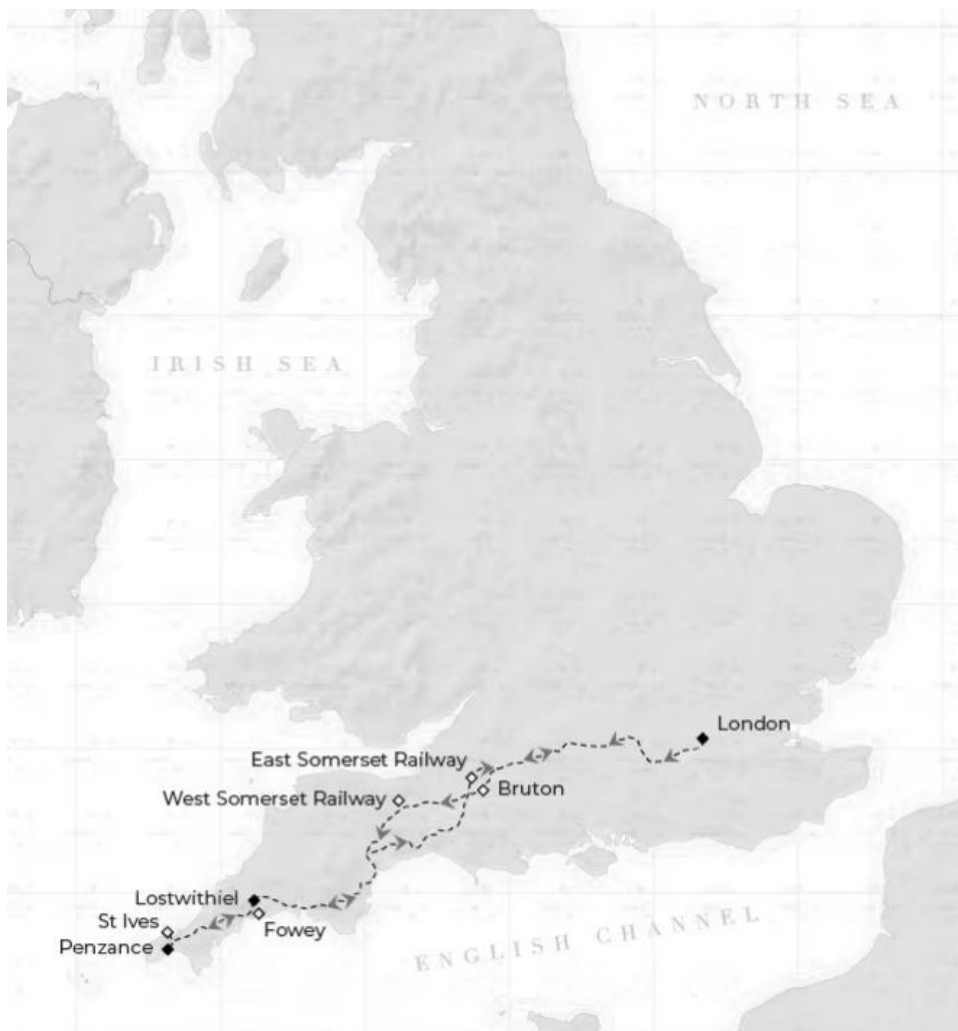 NORTH SEA
IRISH SEA
London
East Somerset Railway
Bruton
West Somerset Railway
Lostwithiel
St Ives
Fowey
Penzance
ENGLISH CHANNEL